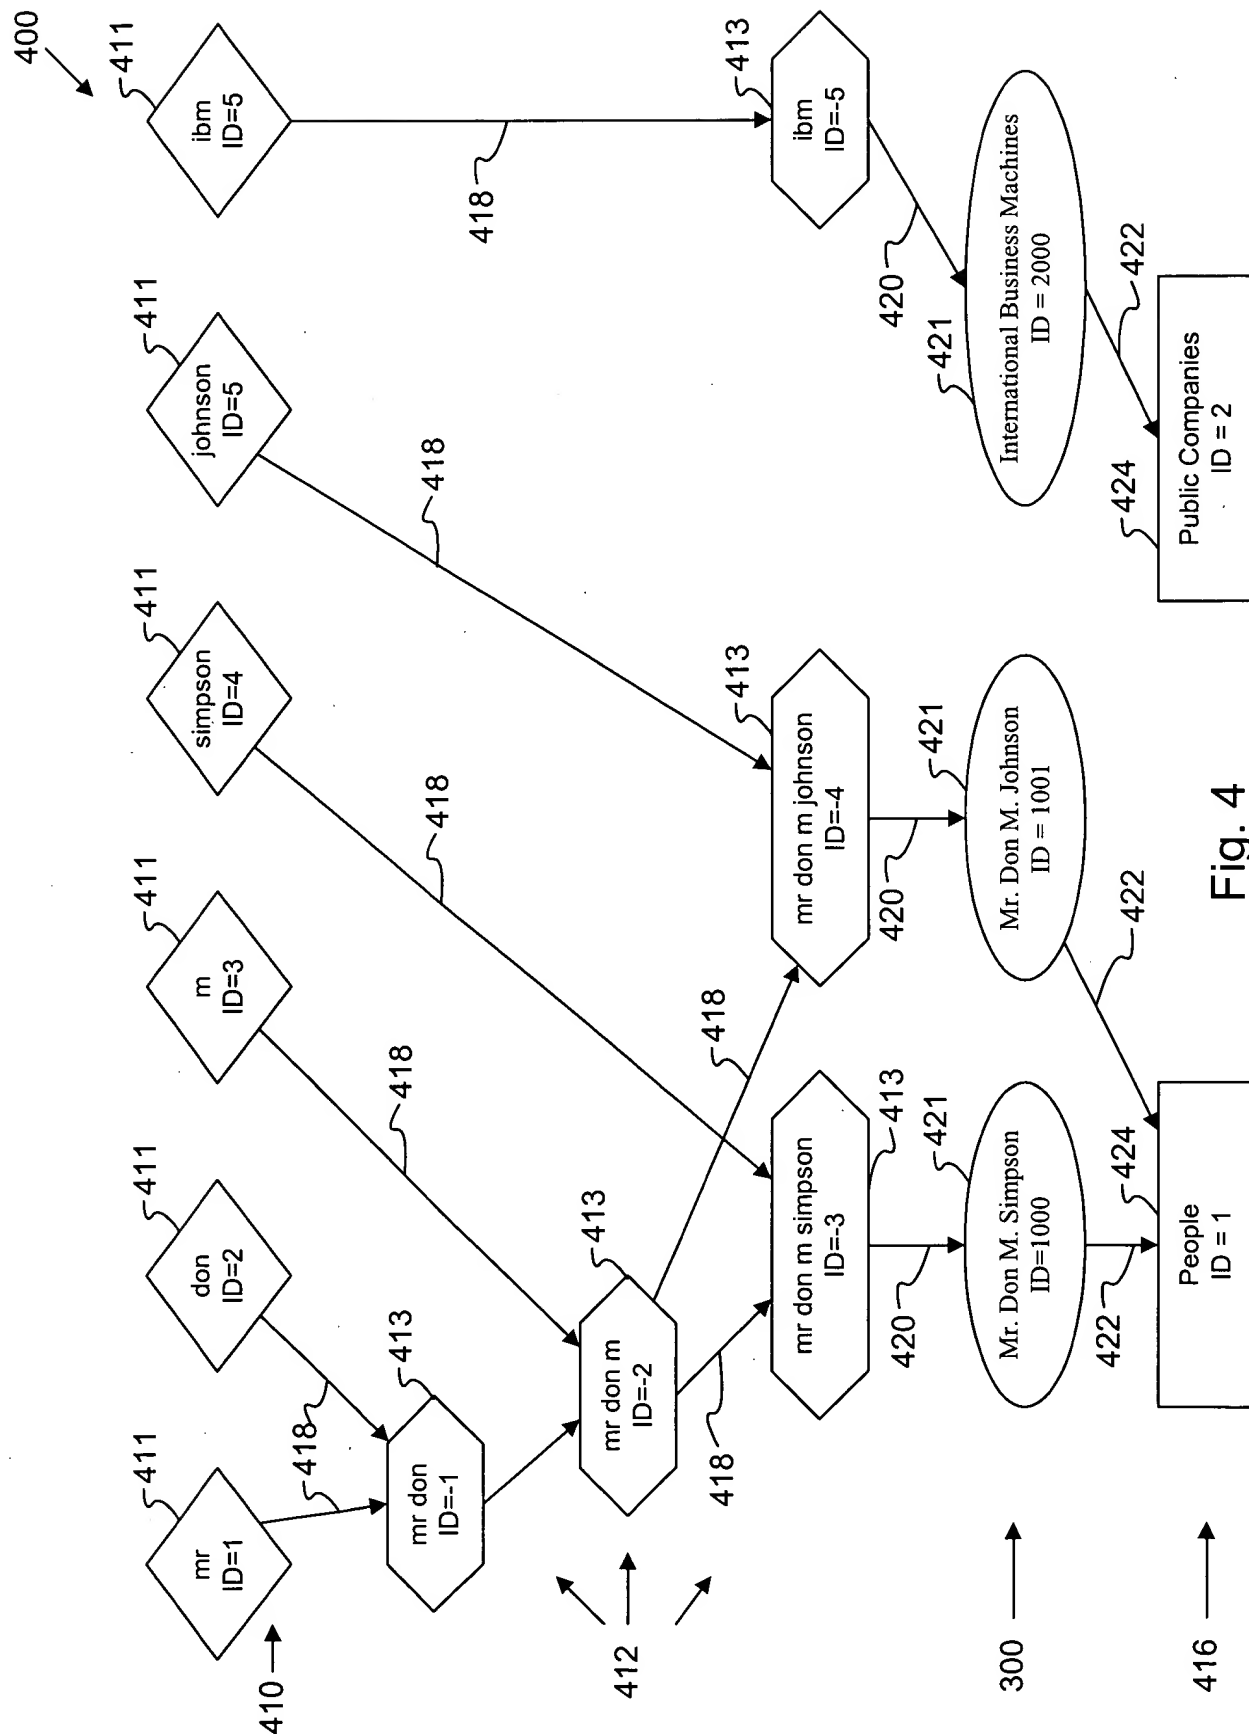 400
411
411
411
411
411
411
mr
ID=1
don
ID=2
m
ID=3
simpson
ID=4
johnson
ID=5
ibm
ID=5
410
418
418
418
418
418
413
mr don
ID=-1
418
413
mr don m
ID=-2
412
418
418
413
413
413
mr don m simpson
ID=-3
mr don m johnson
ID=-4
ibm
ID=-5
420
420
420
421
421
421
300
Mr. Don M. Simpson
ID=1000
Mr. Don M. Johnson
ID = 1001
International Business Machines
ID = 2000
422
422
422
424
424
416
People
ID = 1
Public Companies
ID = 2
Fig. 4